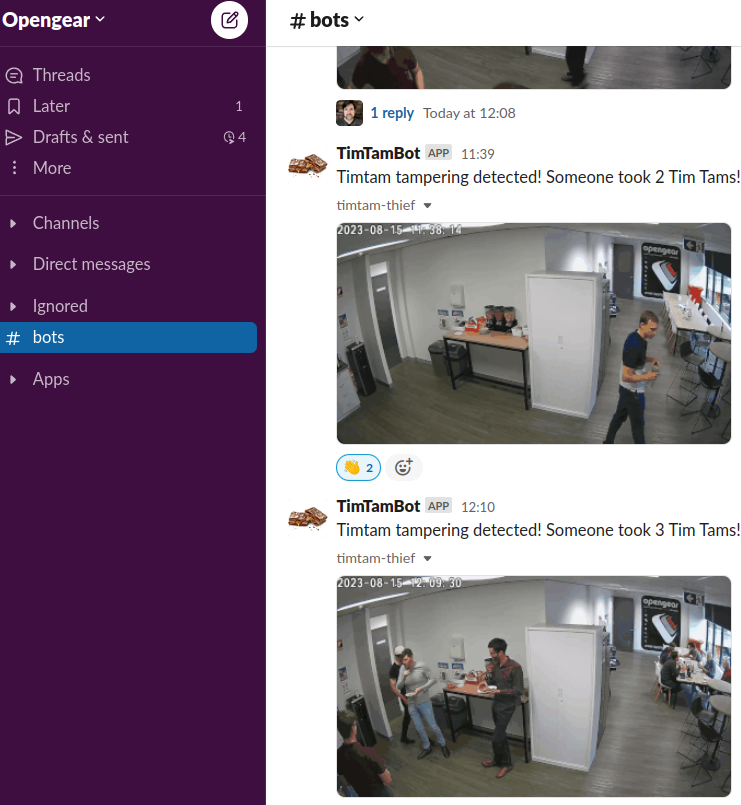 Opengear
# bots
Threads
Later 1
Drafts & sent 4
More
Channels
Direct messages
Ignored
# bots
Apps
1 reply Today at 12:08
TimTamBot APP 11:39
Timtam tampering detected! Someone took 2 Tim Tams!
timtam-thief
2023-08-15 11:38:14
opengear
2
TimTamBot APP 12:10
Timtam tampering detected! Someone took 3 Tim Tams!
timtam-thief
2023-08-15 12:09:30
opengear